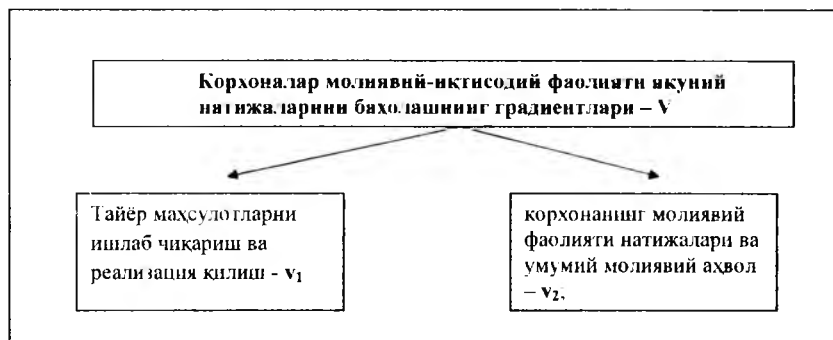 Корхоналар молиявий-иқтисодий фаолияти якуний
натижаларини баҳолашнинг градиентлари – V
Тайёр маҳсулотларни
ишлаб чиқариш ва
реализация қилиш - v₁
корхонанинг молиявий
фаолияти натижалари ва
умумий молиявий аҳвол
– v₂;